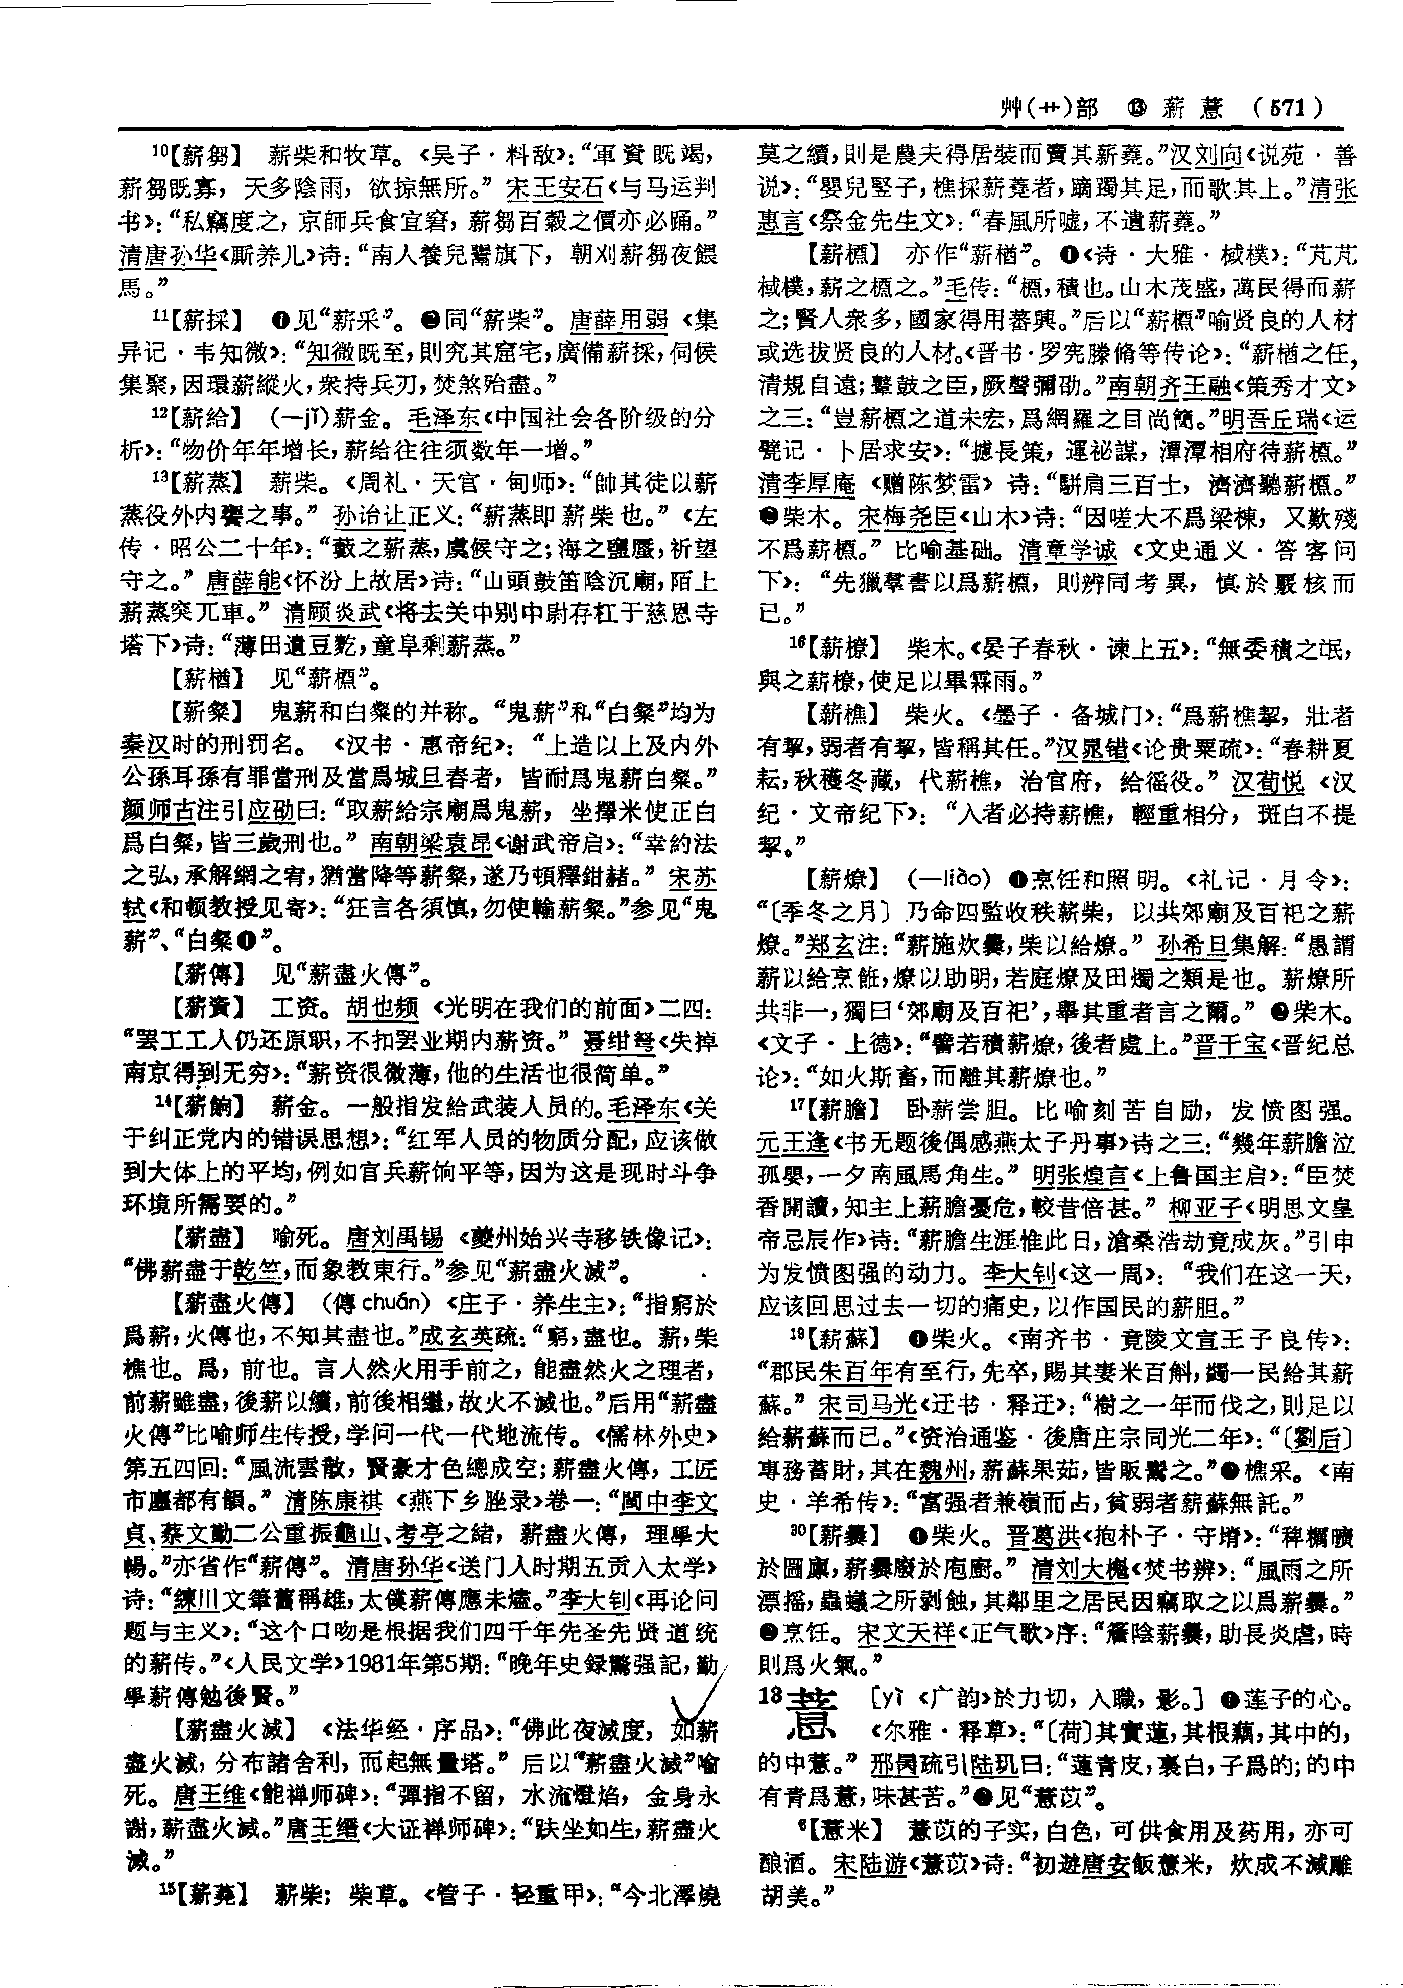 艸(艹)部 ⑬ 薪 薏 (571)
¹⁰【薪芻】 薪柴和牧草。《吴子·料敌》：“軍資既竭，
薪芻既寡，天多陰雨，欲掠無所。” 宋王安石《与马运判
书》：“私竊度之，京師兵食宜窘，薪芻百穀之價亦必踊。”
清唐孙华《厮养儿》诗：“南人養兒鬻旗下，朝刈薪芻夜餵
馬。”
¹¹【薪採】 ❶见“薪采”。❷同“薪柴”。唐薛用弱《集
异记·韦知微》：“知微既至，則究其窟宅，廣備薪採，伺候
集聚，因環薪縱火，衆持兵刃，焚煞殆盡。”
¹²【薪給】 (—jǐ)薪金。毛泽东《中国社会各阶级的分
析》：“物价年年增长，薪给往往须数年一增。”
¹³【薪蒸】 薪柴。《周礼·天官·甸师》：“帥其徒以薪
蒸役外内饔之事。” 孙诒让正义：“薪蒸即薪柴也。”《左
传·昭公二十年》：“藪之薪蒸，虞候守之；海之鹽蜃，祈望
守之。” 唐薛能《怀汾上故居》诗：“山頭鼓笛陰沉廟，陌上
薪蒸突兀車。” 清顾炎武《将去关中别中尉存杠于慈恩寺
塔下》诗：“薄田遺豆麧，童阜剩薪蒸。”
【薪槱】 见“薪樵”。
【薪粲】 鬼薪和白粲的并称。“鬼薪”和“白粲”均为
秦汉时的刑罚名。《汉书·惠帝纪》：“上造以上及内外
公孫耳孫有罪當刑及當爲城旦舂者，皆耐爲鬼薪白粲。”
颜师古注引应劭曰：“取薪給宗廟爲鬼薪，坐擇米使正白
爲白粲，皆三歲刑也。” 南朝梁袁昂《谢武帝启》：“幸約法
之弘，承解網之宥，猶當降等薪粲，遂乃頓釋鉗赭。” 宋苏
轼《和顿教授见寄》：“狂言各須慎，勿使輸薪粲。”参见“鬼
薪”、“白粲❶”。
【薪傳】 见“薪盡火傳”。
【薪資】 工资。胡也频《光明在我们的前面》二四：
“罢工工人仍还原职，不扣罢业期内薪资。” 聂绀弩《失掉
南京得到无穷》：“薪资很微薄，他的生活也很简单。”
¹⁴【薪餉】 薪金。一般指发給武装人员的。毛泽东《关
于纠正党内的错误思想》：“红军人员的物质分配，应该做
到大体上的平均，例如官兵薪饷平等，因为这是现时斗争
环境所需要的。”
【薪盡】 喻死。唐刘禹锡《夔州始兴寺移铁像记》：
“佛薪盡于乾竺，而象教東行。”参见“薪盡火滅”。
【薪盡火傳】 (傳chuán)《庄子·养生主》：“指窮於
爲薪，火傳也，不知其盡也。”成玄英疏：“窮，盡也。薪，柴
樵也。爲，前也。言人然火用手前之，能盡然火之理者，
前薪雖盡，後薪以續，前後相繼，故火不滅也。”后用“薪盡
火傳”比喻师生传授，学问一代一代地流传。《儒林外史》
第五四回：“風流雲散，賢豪才色總成空；薪盡火傳，工匠
市廛都有韻。” 清陈康祺《燕下乡脞录》卷一：“閩中李文
貞、蔡文勤二公重振龜山、考亭之緒，薪盡火傳，理學大
暢。”亦省作“薪傳”。清唐孙华《送门人时期五贡入太学》
诗：“練川文筆舊稱雄，太僕薪傳應未燼。”李大钊《再论问
题与主义》：“这个口吻是根据我们四千年先圣先贤道统
的薪传。”《人民文学》1981年第5期：“晚年史録驚强記，勤
學薪傳勉後賢。”
【薪盡火滅】 《法华经·序品》：“佛此夜滅度，如薪
盡火滅，分布諸舍利，而起無量塔。” 后以“薪盡火滅”喻
死。唐王维《能禅师碑》：“彈指不留，水流燈焰，金身永
謝，薪盡火滅。”唐王缙《大证禅师碑》：“趺坐如生，薪盡火
滅。”
¹⁵【薪蕘】 薪柴；柴草。《管子·轻重甲》：“今北澤燒
莫之續，則是農夫得居裝而賣其薪蕘。”汉刘向《说苑·善
说》：“嬰兒豎子，樵採薪蕘者，蹢躅其足，而歌其上。”清张
惠言《祭金先生文》：“春風所嘘，不遺薪蕘。”
【薪槱】 亦作“薪楢”。❶《诗·大雅·棫樸》：“芃芃
棫樸，薪之槱之。”毛传：“槱，積也。山木茂盛，萬民得而薪
之；賢人衆多，國家得用蕃興。”后以“薪槱”喻贤良的人材
或选拔贤良的人材。《晋书·罗宪滕脩等传论》：“薪楢之任，
清規自遠；鼙鼓之臣，厥聲彌劭。”南朝齐王融《策秀才文》
之三：“豈薪槱之道未宏，爲網羅之目尚簡。”明吾丘瑞《运
甓记·卜居求安》：“摅長策，運祕謀，潭潭相府待薪槱。”
清李厚庵《赠陈梦雷》诗：“駢肩三百士，濟濟聽薪槱。”
❷柴木。宋梅尧臣《山木》诗：“因嗟大不爲梁棟，又歎殘
不爲薪槱。” 比喻基础。清章学诚《文史通义·答客问
下》：“先獵羣書以爲薪槱，則辨同考異，慎於覈核而
已。”
¹⁶【薪橑】 柴木。《晏子春秋·谏上五》：“無委積之氓，
與之薪橑，使足以畢霖雨。”
【薪樵】 柴火。《墨子·备城门》：“爲薪樵挈，壯者
有挈，弱者有挈，皆稱其任。”汉晁错《论贵粟疏》：“春耕夏
耘，秋穫冬藏，伐薪樵，治官府，給徭役。” 汉荀悦《汉
纪·文帝纪下》：“入者必持薪樵，輕重相分，斑白不提
挈。”
【薪燎】 (—liǎo) ❶烹饪和照明。《礼记·月令》：
“〔季冬之月〕乃命四監收秩薪柴，以共郊廟及百祀之薪
燎。”郑玄注：“薪施炊爨，柴以給燎。” 孙希旦集解：“愚謂
薪以給烹飪，燎以助明，若庭燎及田燭之類是也。薪燎所
共非一，獨曰‘郊廟及百祀’，舉其重者言之爾。” ❷柴木。
《文子·上德》：“譬若積薪燎，後者處上。”晋干宝《晋纪总
论》：“如火斯畜，而離其薪燎也。”
¹⁷【薪膽】 卧薪尝胆。比喻刻苦自励，发愤图强。
元王逢《书无题後偶感燕太子丹事》诗之三：“幾年薪膽泣
孤嬰，一夕南風馬角生。” 明张煌言《上鲁国主启》：“臣焚
香開讀，知主上薪膽憂危，較昔倍甚。” 柳亚子《明思文皇
帝忌辰作》诗：“薪膽生涯惟此日，滄桑浩劫竟成灰。”引申
为发愤图强的动力。李大钊《这一周》：“我们在这一天，
应该回思过去一切的痛史，以作国民的薪胆。”
¹⁹【薪蘇】 ❶柴火。《南齐书·竟陵文宣王子良传》：
“郡民朱百年有至行，先卒，賜其妻米百斛，蠲一民給其薪
蘇。” 宋司马光《迂书·释迂》：“樹之一年而伐之，則足以
給薪蘇而已。”《资治通鉴·後唐庄宗同光二年》：“〔劉后〕
專務蓄財，其在魏州，薪蘇果茹，皆販鬻之。”❷樵采。《南
史·羊希传》：“富强者兼嶺而占，貧弱者薪蘇無託。”
³⁰【薪爨】 ❶柴火。晋葛洪《抱朴子·守塉》：“稗糲曠
於圖廩，薪爨廢於庖廚。” 清刘大櫆《焚书辨》：“風雨之所
漂摇，蟲蟻之所剥蝕，其鄰里之居民因竊取之以爲薪爨。”
❷烹饪。宋文天祥《正气歌》序：“簷陰薪爨，助長炎虐，時
則爲火氣。”
13薏 〔yì 《广韵》於力切，入職，影。〕❶莲子的心。
《尔雅·释草》：“〔荷〕其實蓮，其根藕，其中的，
的中薏。” 邢昺疏引陆玑曰：“蓮青皮，裏白，子爲的；的中
有青爲薏，味甚苦。”❷见“薏苡”。
⁶【薏米】 薏苡的子实，白色，可供食用及药用，亦可
酿酒。宋陆游《薏苡》诗：“初遊唐安飯薏米，炊成不減雕
胡美。”